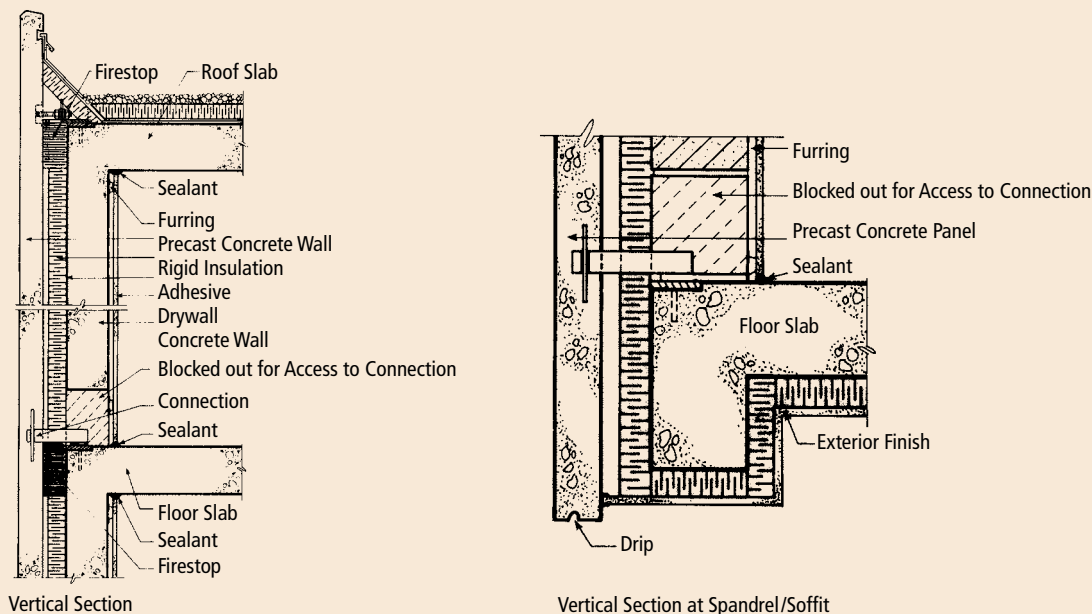 Firestop
Roof Slab
Sealant
Furring
Precast Concrete Wall
Rigid Insulation
Adhesive
Drywall
Concrete Wall
Blocked out for Access to Connection
Connection
Sealant
Floor Slab
Sealant
Firestop
Vertical Section
Furring
Blocked out for Access to Connection
Precast Concrete Panel
Sealant
Floor Slab
Exterior Finish
Drip
Vertical Section at Spandrel/Soffit